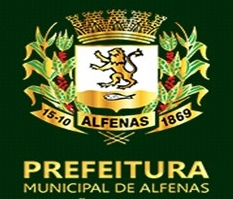 15-10 ALFENAS 1869
PREFEITURA
MUNICIPAL DE ALFENAS